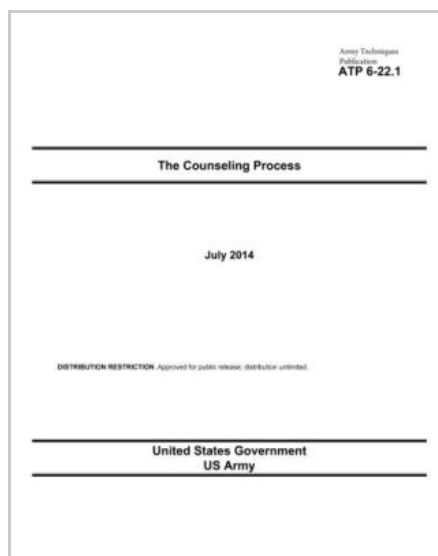 Army Techniques
Publication
ATP 6-22.1
The Counseling Process
July 2014
DISTRIBUTION RESTRICTION. Approved for public release; distribution unlimited.
United States Government
US Army